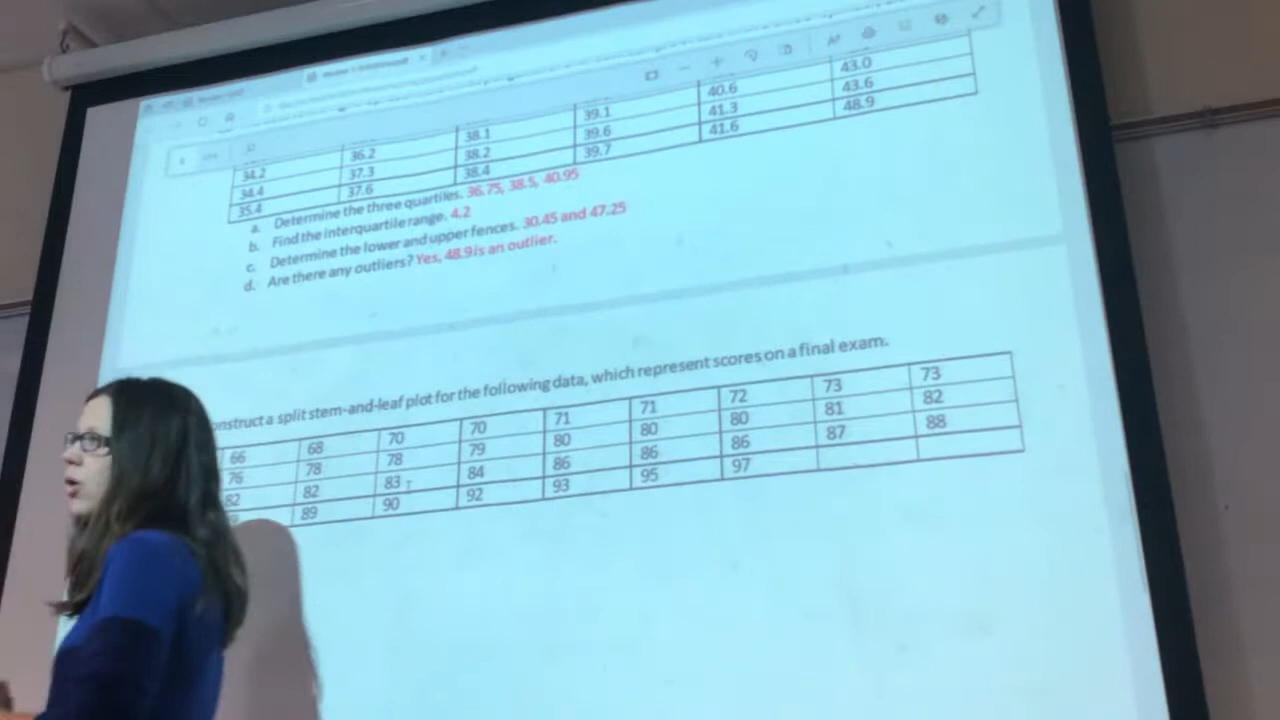 40.6 43.0
39.1 41.3 43.6
38.1 39.6 41.6 48.9
34.2 36.2 38.2 39.7
34.4 37.3 38.4
35.4 37.6
a. Determine the three quartiles. 36.75, 38.5, 40.95
b. Find the interquartile range. 4.2
c. Determine the lower and upper fences. 30.45 and 47.25
d. Are there any outliers? Yes, 48.9 is an outlier.
onstruct a split stem-and-leaf plot for the following data, which represent scores on a final exam.
66 68 70 70 71 71 72 73 73
76 78 78 79 80 80 80 81 82
82 82 83 84 86 86 86 87 88
89 90 92 93 95 97